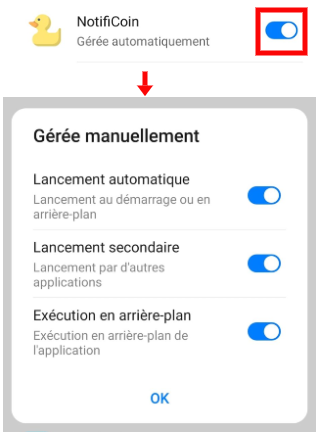 NotifiCoin
Gérée automatiquement
Gérée manuellement
Lancement automatique
Lancement au démarrage ou en
arrière-plan
Lancement secondaire
Lancement par d'autres
applications
Exécution en arrière-plan
Exécution en arrière-plan de
l'application
OK